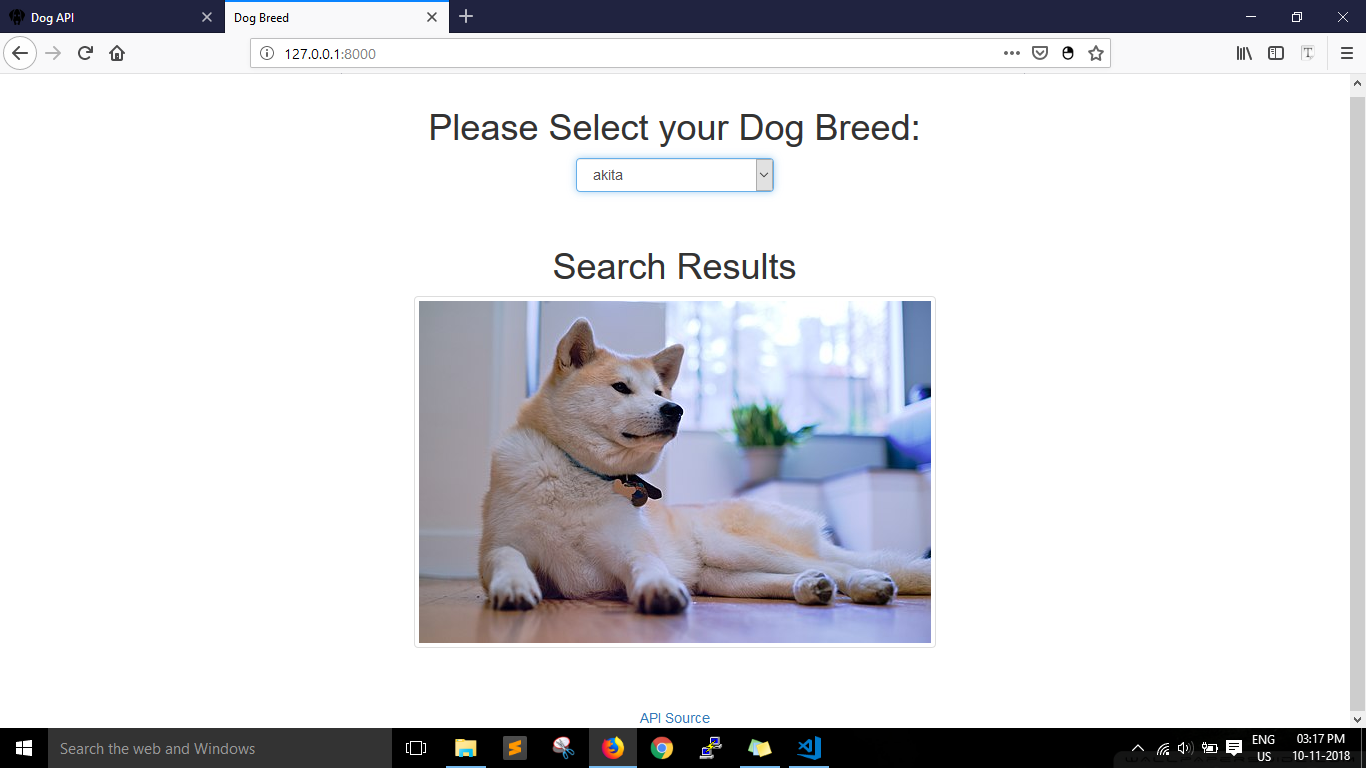 Dog API
Dog Breed
127.0.0.1:8000
Please Select your Dog Breed:
akita
Search Results
API Source
Search the web and Windows
ENG
US
03:17 PM
10-11-2018